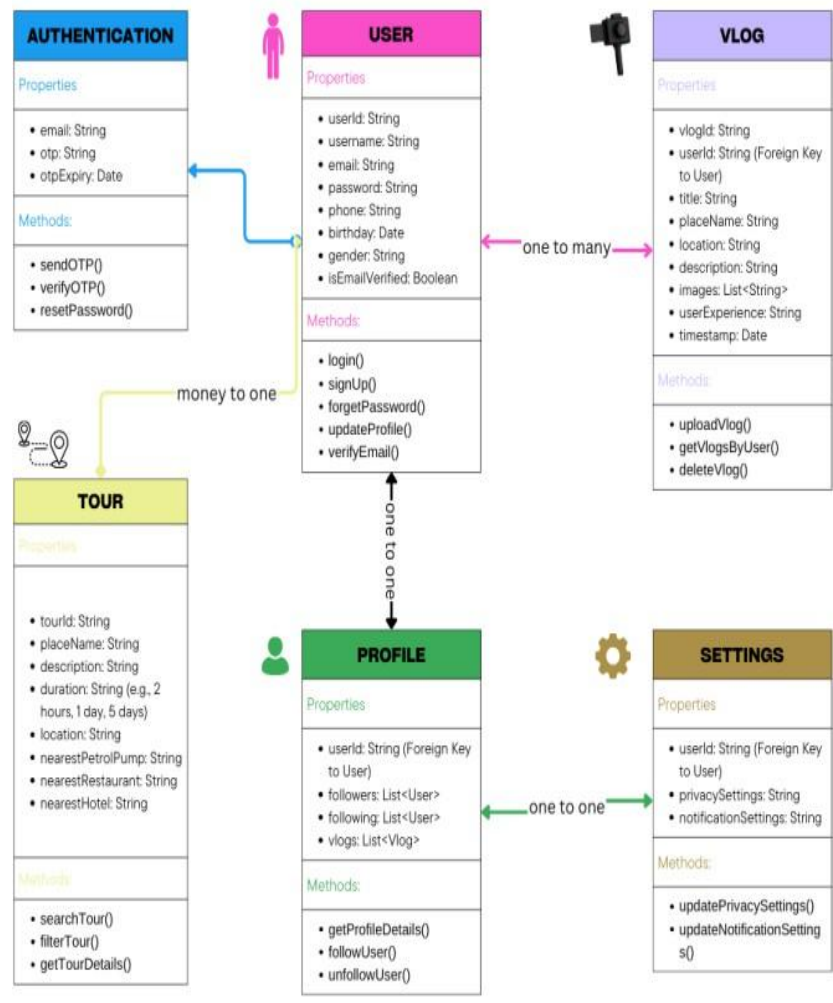 AUTHENTICATION
Properties
• email: String
• otp: String
• otpExpiry: Date
Methods:
• sendOTP()
• verifyOTP()
• resetPassword()
USER
Properties
• userId: String
• username: String
• email: String
• password: String
• phone: String
• birthday: Date
• gender: String
• isEmailVerified: Boolean
Methods:
• login()
• signUp()
• forgetPassword()
• updateProfile()
• verifyEmail()
one to many
VLOG
Properties
• vlogId: String
• userId: String (Foreign Key
to User)
• title: String
• placeName: String
• location: String
• description: String
• images: List<String>
• userExperience: String
• timestamp: Date
Methods:
• uploadVlog()
• getVlogsByUser()
• deleteVlog()
money to one
one to one
TOUR
Properties
• tourId: String
• placeName: String
• description: String
• duration: String (e.g., 2
hours, 1 day, 5 days)
• location: String
• nearestPetrolPump: String
• nearestRestaurant: String
• nearestHotel: String
Methods
• searchTour()
• filterTour()
• getTourDetails()
PROFILE
Properties
• userId: String (Foreign Key
to User)
• followers: List<User>
• following: List<User>
• vlogs: List<Vlog>
Methods:
• getProfileDetails()
• followUser()
• unfollowUser()
one to one
SETTINGS
Properties
• userId: String (Foreign Key
to User)
• privacySettings: String
• notificationSettings: String
Methods:
• updatePrivacySettings()
• updateNotificationSetting
s()